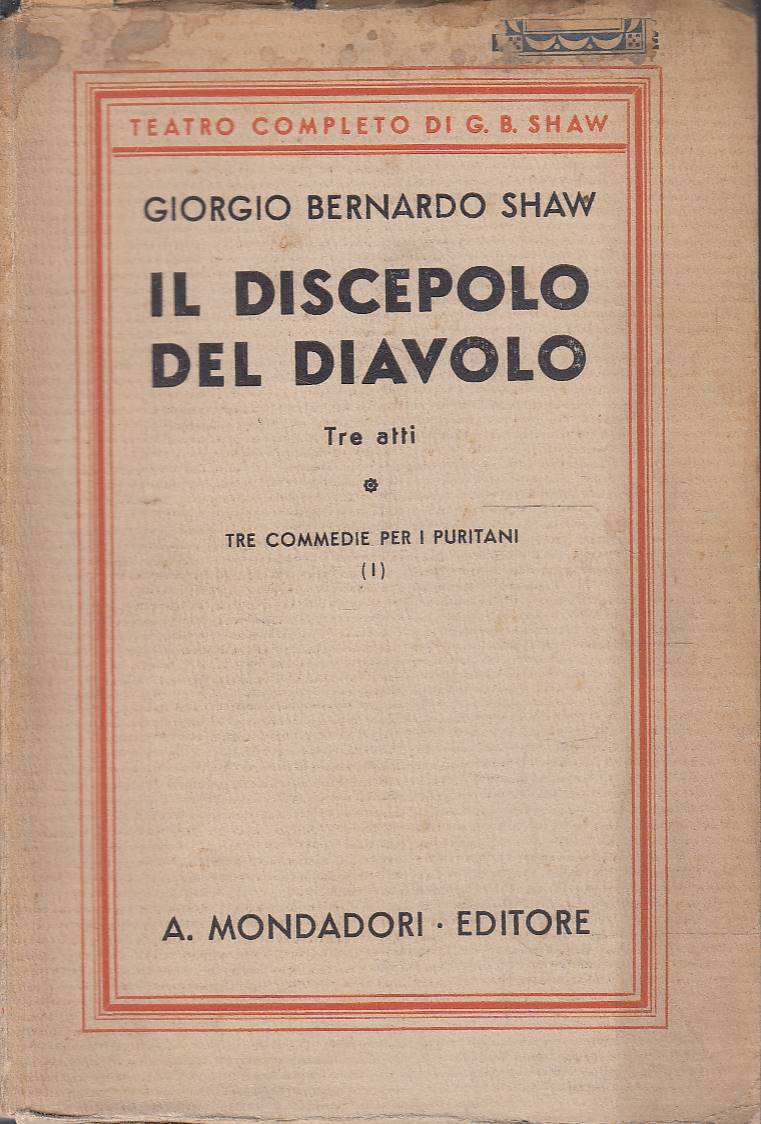 TEATRO COMPLETO DI G. B. SHAW
GIORGIO BERNARDO SHAW
IL DISCEPOLO
DEL DIAVOLO
Tre atti
TRE COMMEDIE PER I PURITANI
(I)
A. MONDADORI · EDITORE